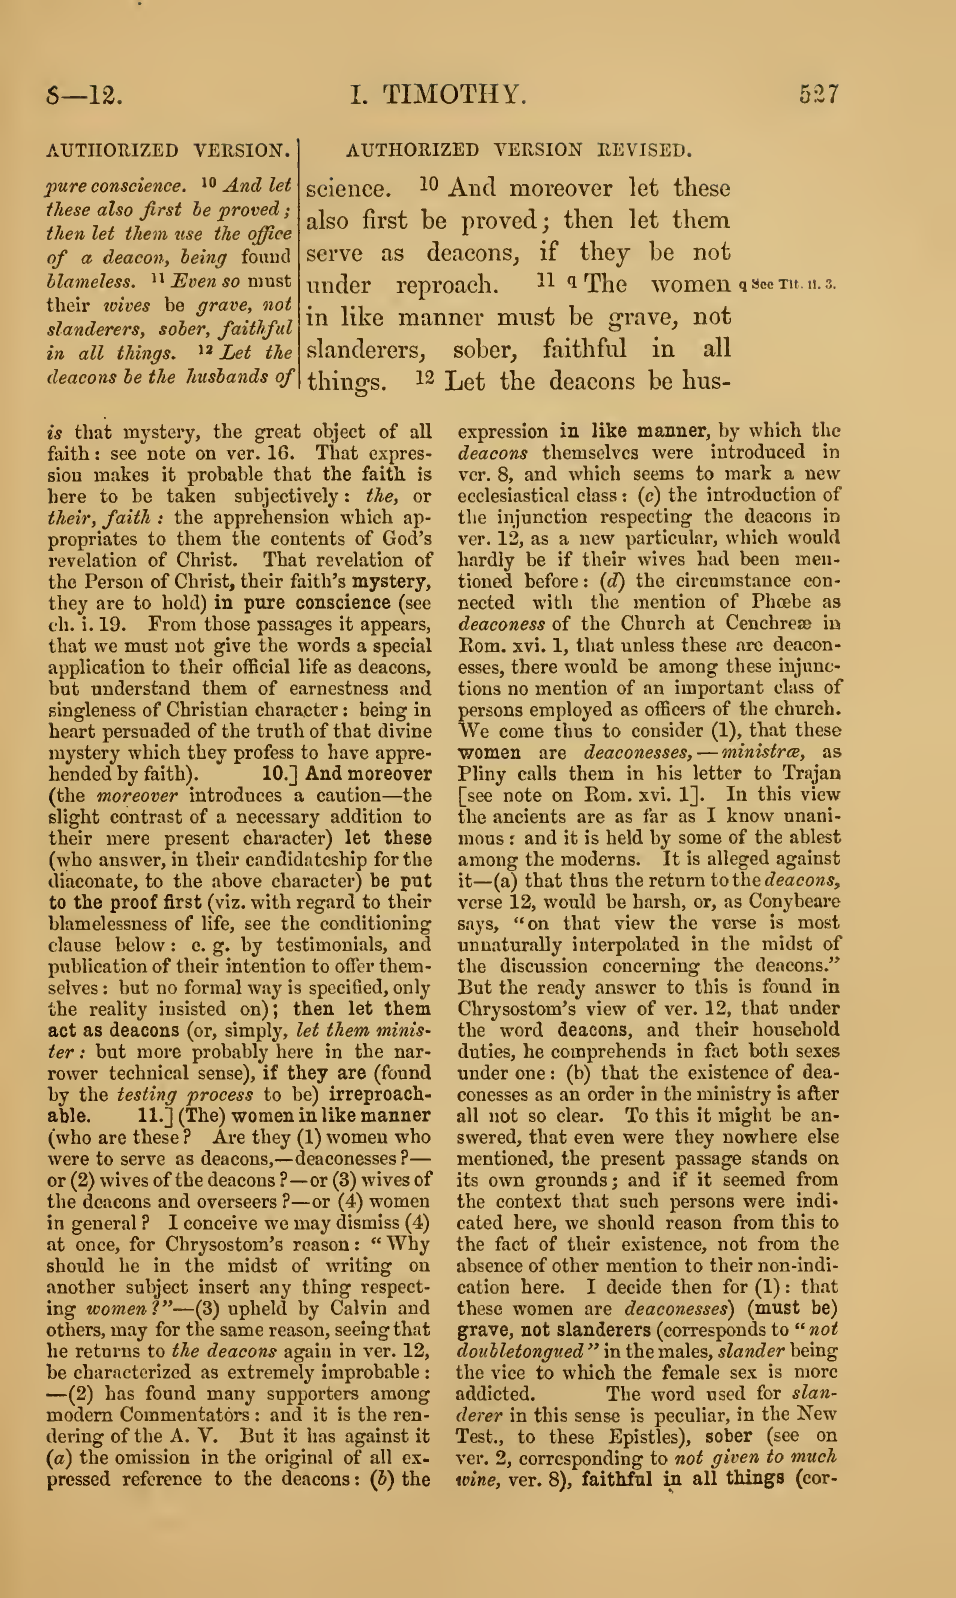 8—12.
I. TIMOTHY.
527
AUTHORIZED VERSION.
pure conscience. 10 And let
these also first be proved;
then let them use the office
of a deacon, being found
blameless. 11 Even so must
their wives be grave, not
slanderers, sober, faithful
in all things. 12 Let the
deacons be the husbands of
AUTHORIZED VERSION REVISED.
science. 10 And moreover let these
also first be proved; then let them
serve as deacons, if they be not
under reproach. 11 q The women
in like manner must be grave, not
slanderers, sober, faithful in all
things. 12 Let the deacons be hus-
q See Tit. ii. 3.
is that mystery, the great object of all
faith: see note on ver. 16. That expres-
sion makes it probable that the faith is
here to be taken subjectively: the, or
their, faith: the apprehension which ap-
propriates to them the contents of God's
revelation of Christ. That revelation of
the Person of Christ, their faith's mystery,
they are to hold) in pure conscience (see
ch. i. 19. From those passages it appears,
that we must not give the words a special
application to their official life as deacons,
but understand them of earnestness and
singleness of Christian character: being in
heart persuaded of the truth of that divine
mystery which they profess to have appre-
hended by faith). 10.] And moreover
(the moreover introduces a caution—the
slight contrast of a necessary addition to
their mere present character) let these
(who answer, in their candidateship for the
diaconate, to the above character) be put
to the proof first (viz. with regard to their
blamelessness of life, see the conditioning
clause below: e. g. by testimonials, and
publication of their intention to offer them-
selves: but no formal way is specified, only
the reality insisted on); then let them
act as deacons (or, simply, let them minis-
ter: but more probably here in the nar-
rower technical sense), if they are (found
by the testing process to be) irreproach-
able. 11.] (The) women in like manner
(who are these? Are they (1) women who
were to serve as deacons,—deaconesses?—
or (2) wives of the deacons?—or (3) wives of
the deacons and overseers?—or (4) women
in general? I conceive we may dismiss (4)
at once, for Chrysostom's reason: "Why
should he in the midst of writing on
another subject insert any thing respect-
ing women?"—(3) upheld by Calvin and
others, may for the same reason, seeing that
he returns to the deacons again in ver. 12,
be characterized as extremely improbable:
—(2) has found many supporters among
modern Commentators: and it is the ren-
dering of the A. V. But it has against it
(a) the omission in the original of all ex-
pressed reference to the deacons: (b) the
expression in like manner, by which the
deacons themselves were introduced in
ver. 8, and which seems to mark a new
ecclesiastical class: (c) the introduction of
the injunction respecting the deacons in
ver. 12, as a new particular, which would
hardly be if their wives had been men-
tioned before: (d) the circumstance con-
nected with the mention of Phœbe as
deaconess of the Church at Cenchreæ in
Rom. xvi. 1, that unless these are deacon-
esses, there would be among these injunc-
tions no mention of an important class of
persons employed as officers of the church.
We come thus to consider (1), that these
women are deaconesses,—ministræ, as
Pliny calls them in his letter to Trajan
[see note on Rom. xvi. 1]. In this view
the ancients are as far as I know unani-
mous: and it is held by some of the ablest
among the moderns. It is alleged against
it—(a) that thus the return to the deacons,
verse 12, would be harsh, or, as Conybeare
says, "on that view the verse is most
unnaturally interpolated in the midst of
the discussion concerning the deacons."
But the ready answer to this is found in
Chrysostom's view of ver. 12, that under
the word deacons, and their household
duties, he comprehends in fact both sexes
under one: (b) that the existence of dea-
conesses as an order in the ministry is after
all not so clear. To this it might be an-
swered, that even were they nowhere else
mentioned, the present passage stands on
its own grounds; and if it seemed from
the context that such persons were indi-
cated here, we should reason from this to
the fact of their existence, not from the
absence of other mention to their non-indi-
cation here. I decide then for (1): that
these women are deaconesses) (must be)
grave, not slanderers (corresponds to "not
doubletongued" in the males, slander being
the vice to which the female sex is more
addicted. The word used for slan-
derer in this sense is peculiar, in the New
Test., to these Epistles), sober (see on
ver. 2, corresponding to not given to much
wine, ver. 8), faithful in all things (cor-